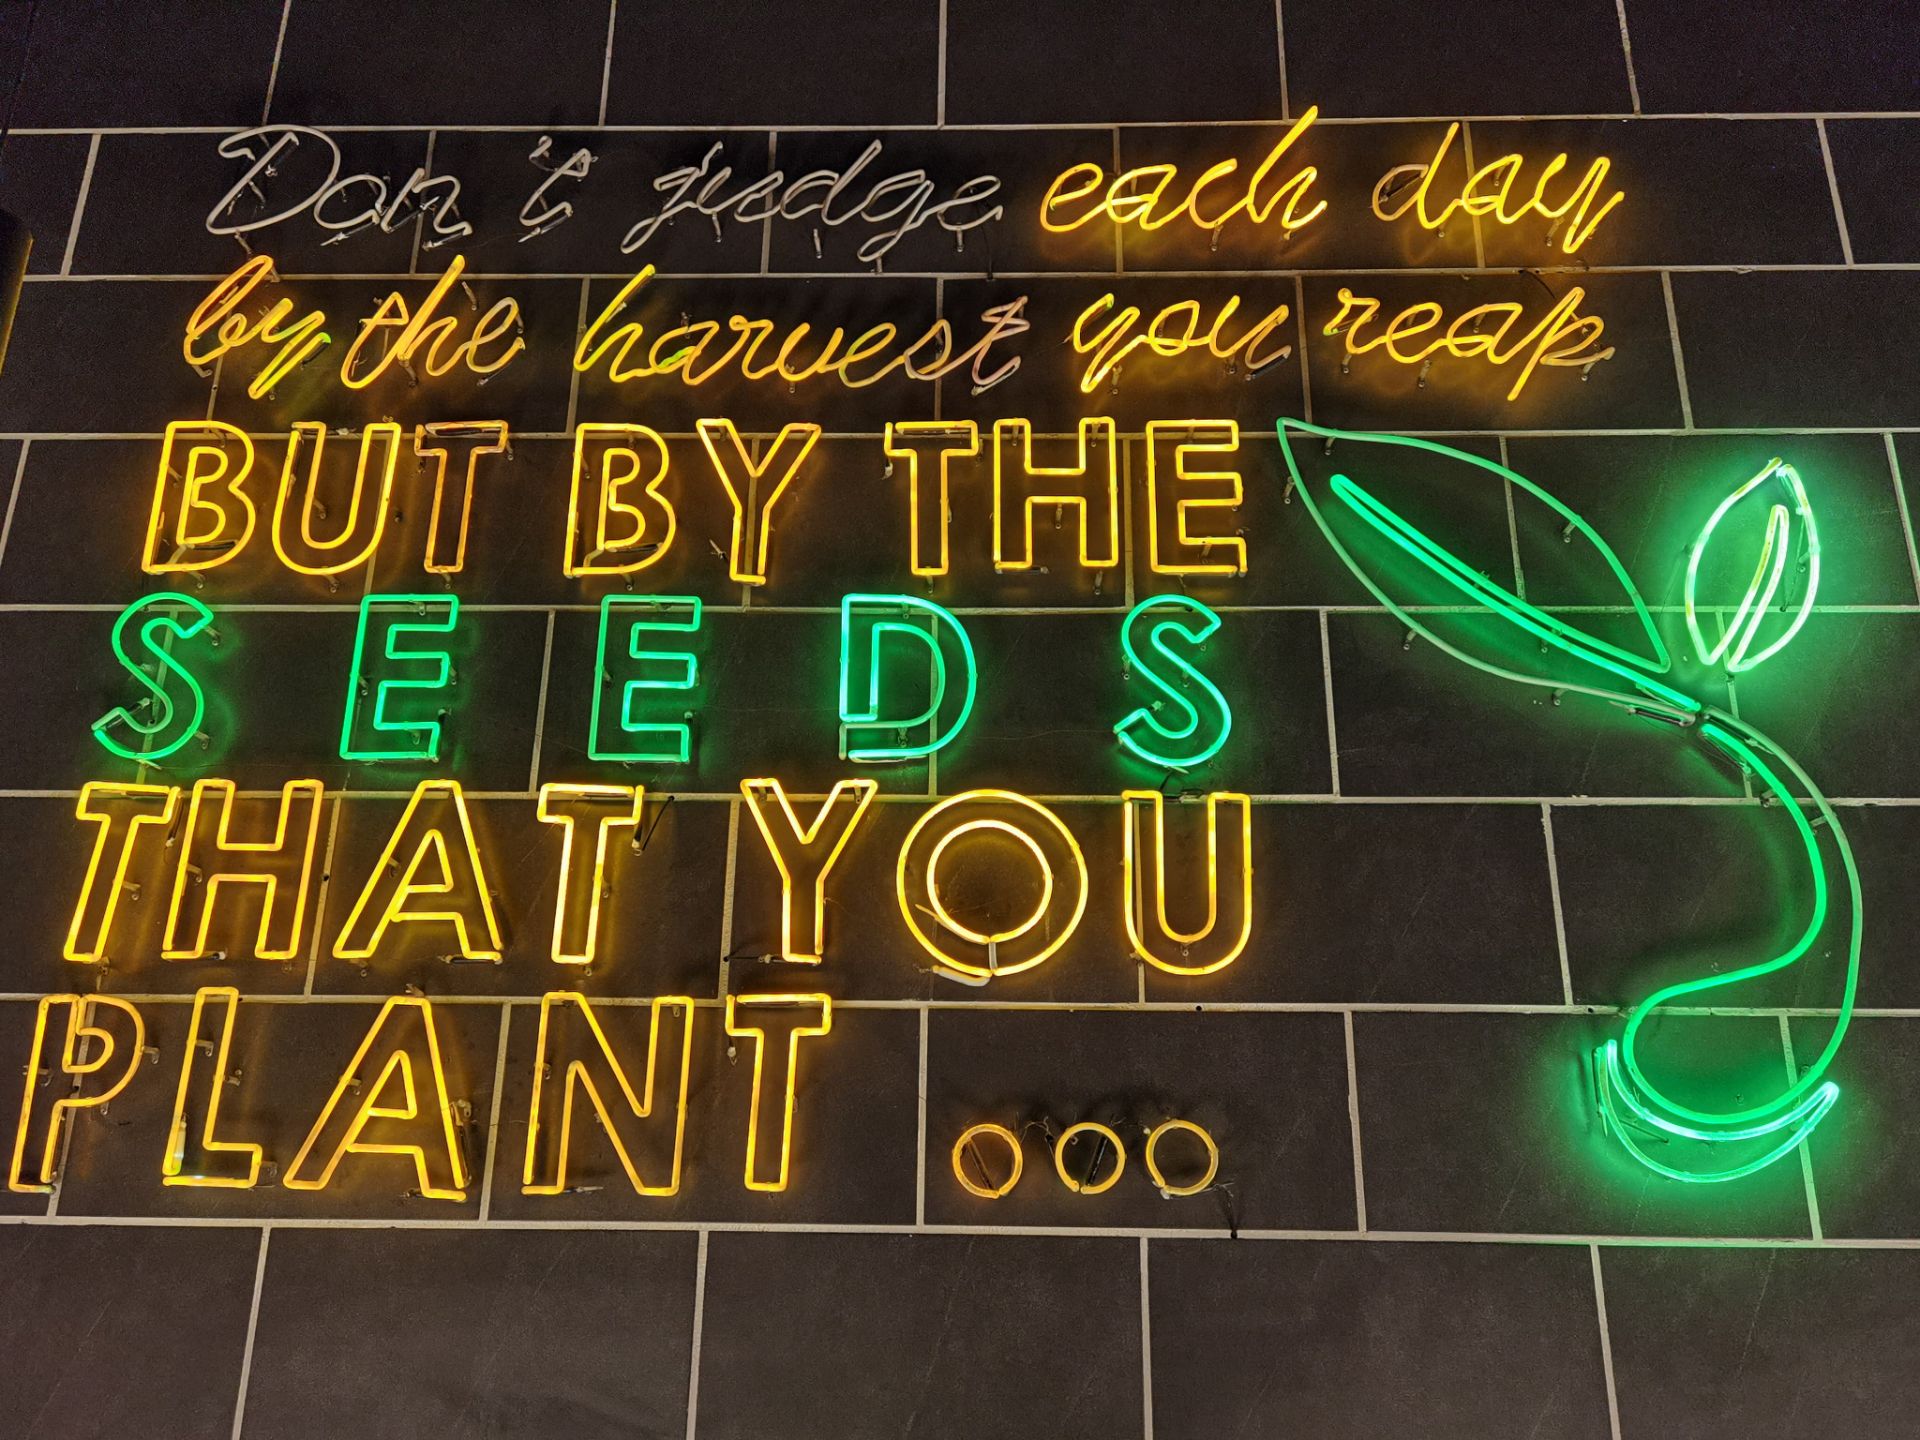 Don't judge each day
by the harvest you reap
BUT BY THE
SEEDS
THAT YOU
PLANT...